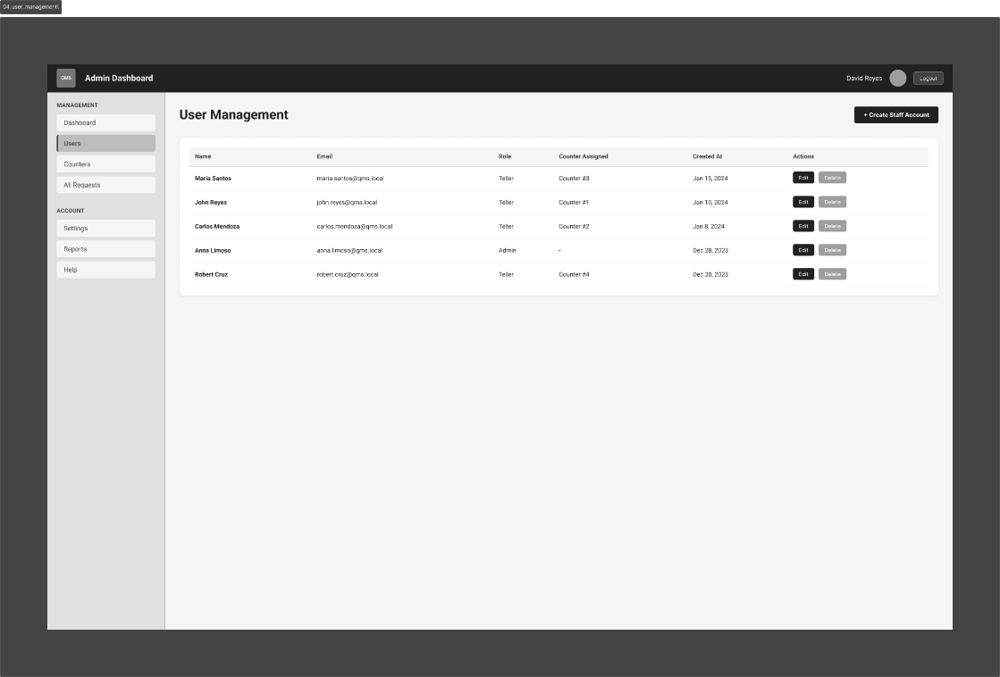 04. user_management\
QMS
Admin Dashboard
David Reyes
Logout
MANAGEMENT
Dashboard
Users
Counters
All Requests
ACCOUNT
Settings
Reports
Help
User Management
+ Create Staff Account
Name Email Role Counter Assigned Created At Actions
Maria Santos maria.santos@qms.local Teller Counter #3 Jan 15, 2024 Edit Delete
John Reyes john.reyes@qms.local Teller Counter #1 Jan 10, 2024 Edit Delete
Carlos Mendoza carlos.mendoza@qms.local Teller Counter #2 Jan 8, 2024 Edit Delete
Anna Limoso anna.limoso@qms.local Admin - Dec 28, 2023 Edit Delete
Robert Cruz robert.cruz@qms.local Teller Counter #4 Dec 20, 2023 Edit Delete